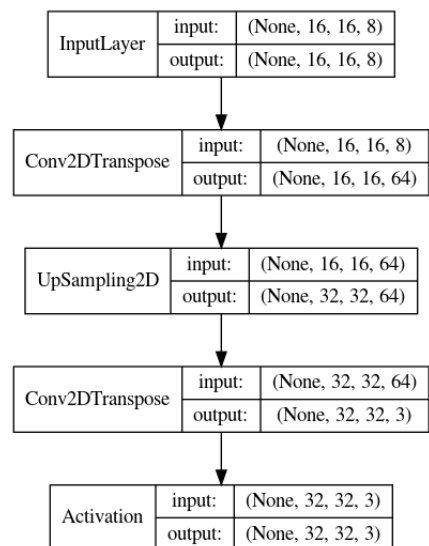 InputLayer input: (None, 16, 16, 8)
output: (None, 16, 16, 8)
Conv2DTranspose input: (None, 16, 16, 8)
output: (None, 16, 16, 64)
UpSampling2D input: (None, 16, 16, 64)
output: (None, 32, 32, 64)
Conv2DTranspose input: (None, 32, 32, 64)
output: (None, 32, 32, 3)
Activation input: (None, 32, 32, 3)
output: (None, 32, 32, 3)